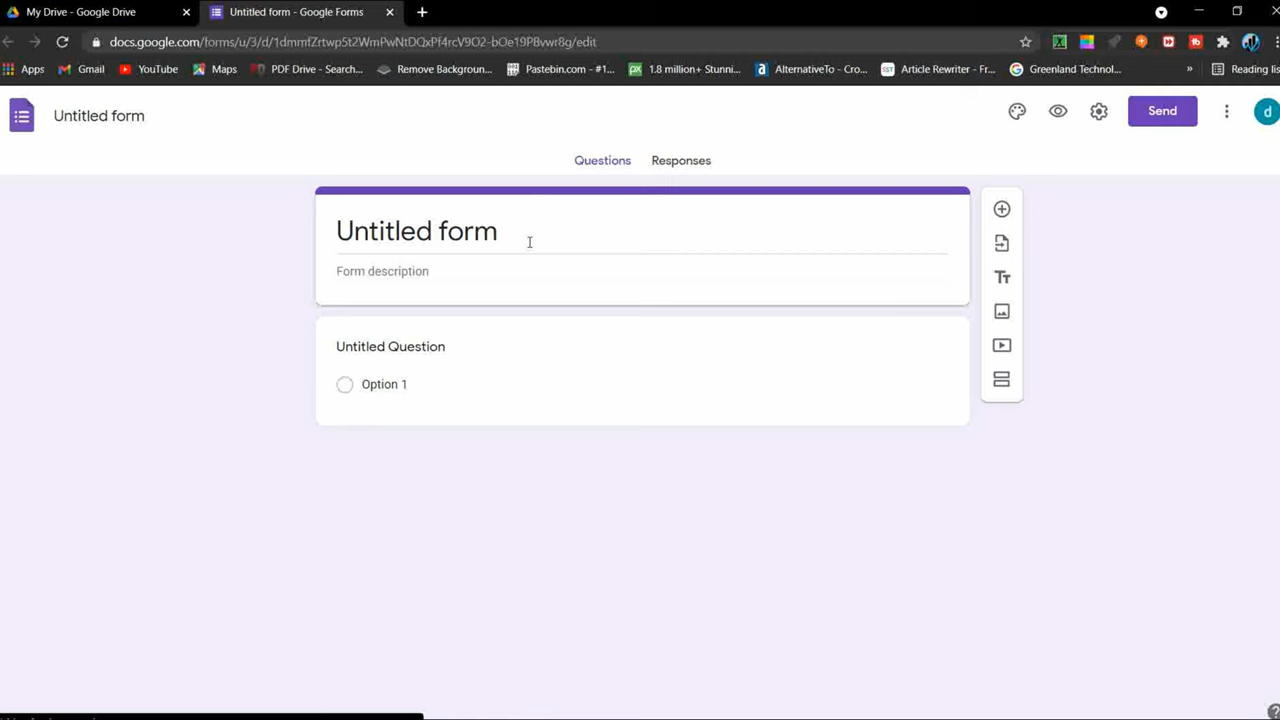 My Drive - Google Drive
Untitled form - Google Forms
docs.google.com/forms/u/3/d/1dmmfZrtwp5t2WmPwNtDQxPf4rcV9O2-bOe19P8vwr8g/edit
Apps
Gmail
YouTube
Maps
PDF Drive - Search...
Remove Backgroun...
Pastebin.com - #1...
1.8 million+ Stunni...
AlternativeTo - Cro...
Article Rewriter - Fr...
Greenland Technol...
»
Reading lis
Untitled form
Send
d
Questions
Responses
Untitled form
Form description
Untitled Question
Option 1